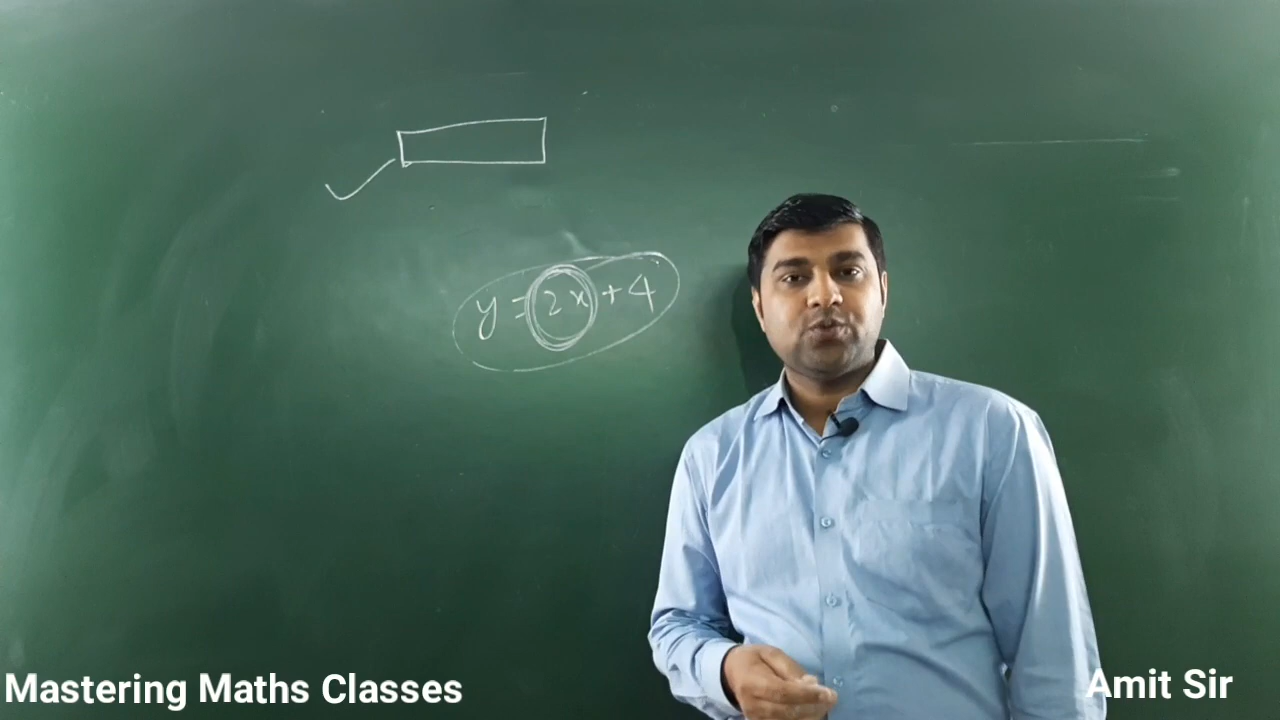 y = 2x + 4
Mastering Maths Classes
Amit Sir